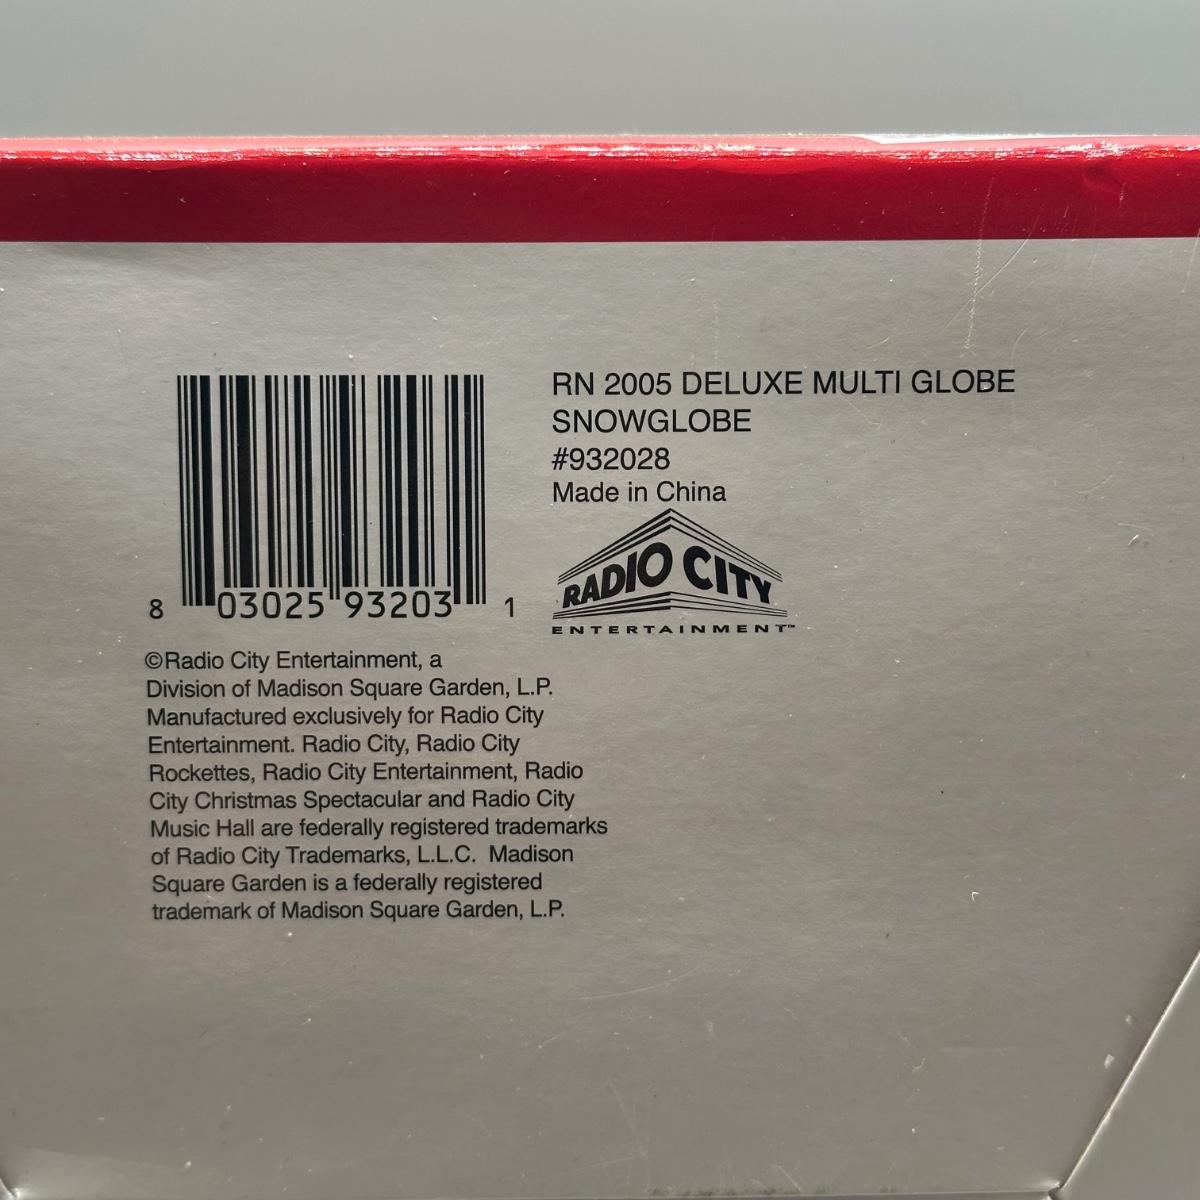 RN 2005 DELUXE MULTI GLOBE
SNOWGLOBE
#932028
Made in China
RADIO CITY
ENTERTAINMENT™
8 03025 93203 1
©Radio City Entertainment, a
Division of Madison Square Garden, L.P.
Manufactured exclusively for Radio City
Entertainment. Radio City, Radio City
Rockettes, Radio City Entertainment, Radio
City Christmas Spectacular and Radio City
Music Hall are federally registered trademarks
of Radio City Trademarks, L.L.C. Madison
Square Garden is a federally registered
trademark of Madison Square Garden, L.P.